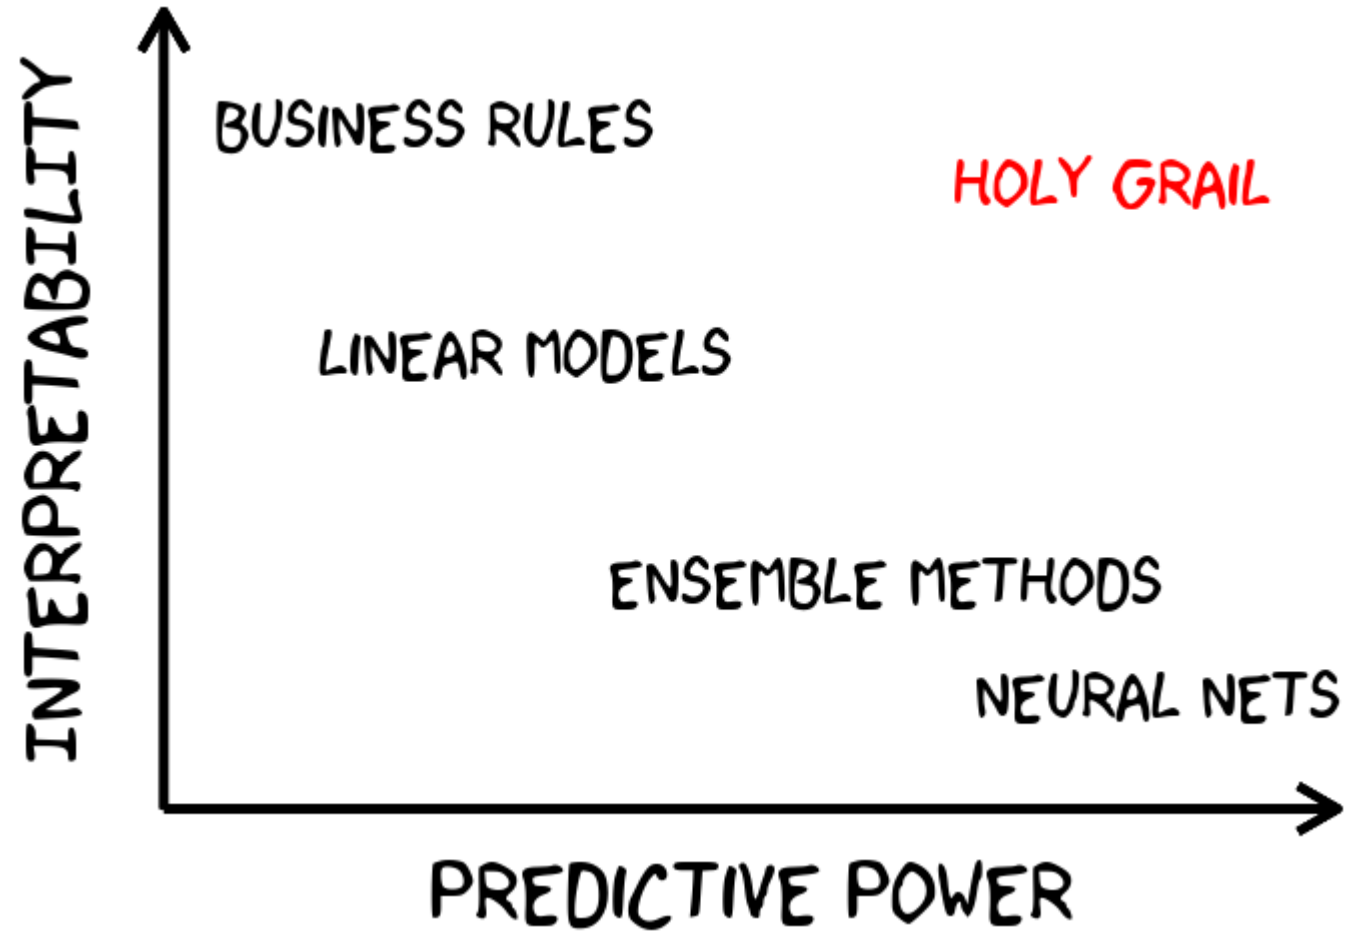 INTERPRETABILITY
BUSINESS RULES
HOLY GRAIL
LINEAR MODELS
ENSEMBLE METHODS
NEURAL NETS
PREDICTIVE POWER